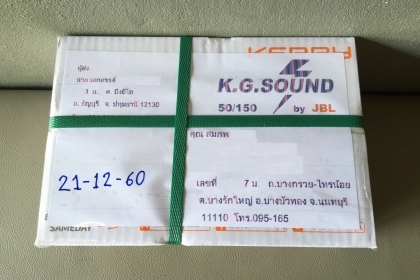 KERRY
ผู้ส่ง
นาย เสกสรรค์
3 ม. ต. บึงยี่โถ
อ. ธัญบุรี จ. ปทุมธานี 12130
K.G.SOUND
50/150 by JBL
คุณ สมภพ
เลขที่ 7 ม. ถ.บางกรวย-ไทรน้อย
ต.บางรักใหญ่ อ.บางบัวทอง จ.นนทบุรี
11110 โทร.095-165
21-12-60
SAMEDAY